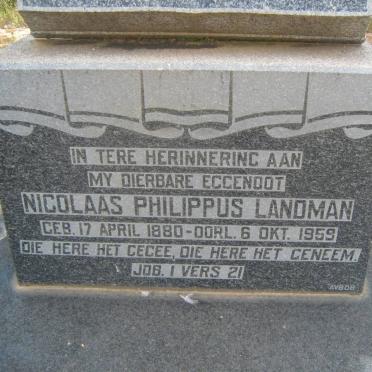 IN TERE HERINNERING AAN
MY DIERBARE EGGENOOT
NICOLAAS PHILIPPUS LANDMAN
GEB. 17 APRIL 1880 - OORL. 6 OKT. 1959
DIE HERE HET GEGEE, DIE HERE HET GENEEM
JOB. 1 VERS 21
AVBOB